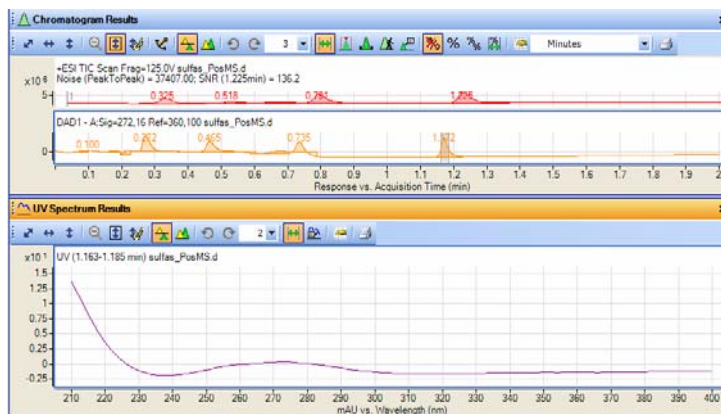 Chromatogram Results
3 Minutes
+ESI TIC Scan Frag=125.0V sulfas_PosMS.d
Noise (PeakToPeak) = 37407.00; SNR (1.225min) = 136.2
x10 6
5
1
0.325 0.518 0.781 1.226
DAD1 - A:Sig=272,16 Ref=360,100 sulfas_PosMS.d
0
0.100 0.272 0.465 0.735 1.172
0.1 0.2 0.3 0.4 0.5 0.6 0.7 0.8 0.9 1 1.1 1.2 1.3 1.4 1.5 1.6 1.7 1.8 1.9 2
Response vs. Acquisition Time (min)
UV Spectrum Results
2
x10 1
UV (1.163-1.185 min) sulfas_PosMS.d
1.5
1.25
1
0.75
0.5
0.25
0
-0.25
210 220 230 240 250 260 270 280 290 300 310 320 330 340 350 360 370 380 390 400
mAU vs. Wavelength (nm)